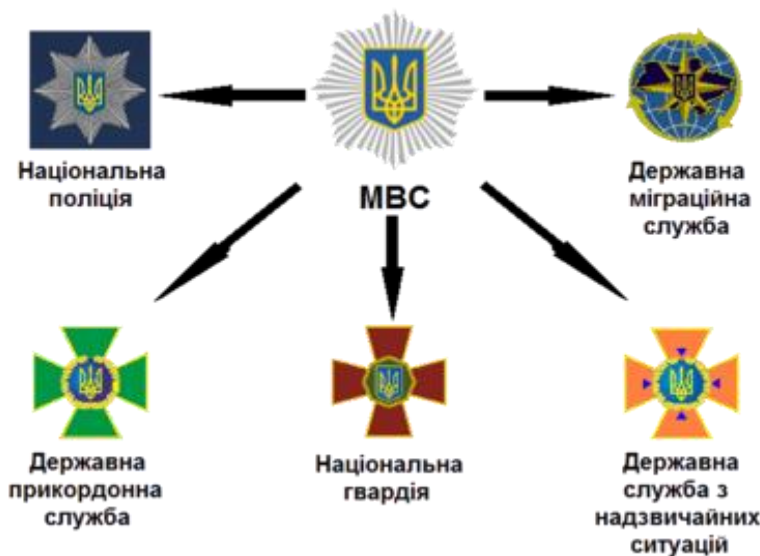 МВС
Національна
поліція
Державна
міграційна
служба
Державна
прикордонна
служба
Національна
гвардія
Державна
служба з
надзвичайних
ситуацій